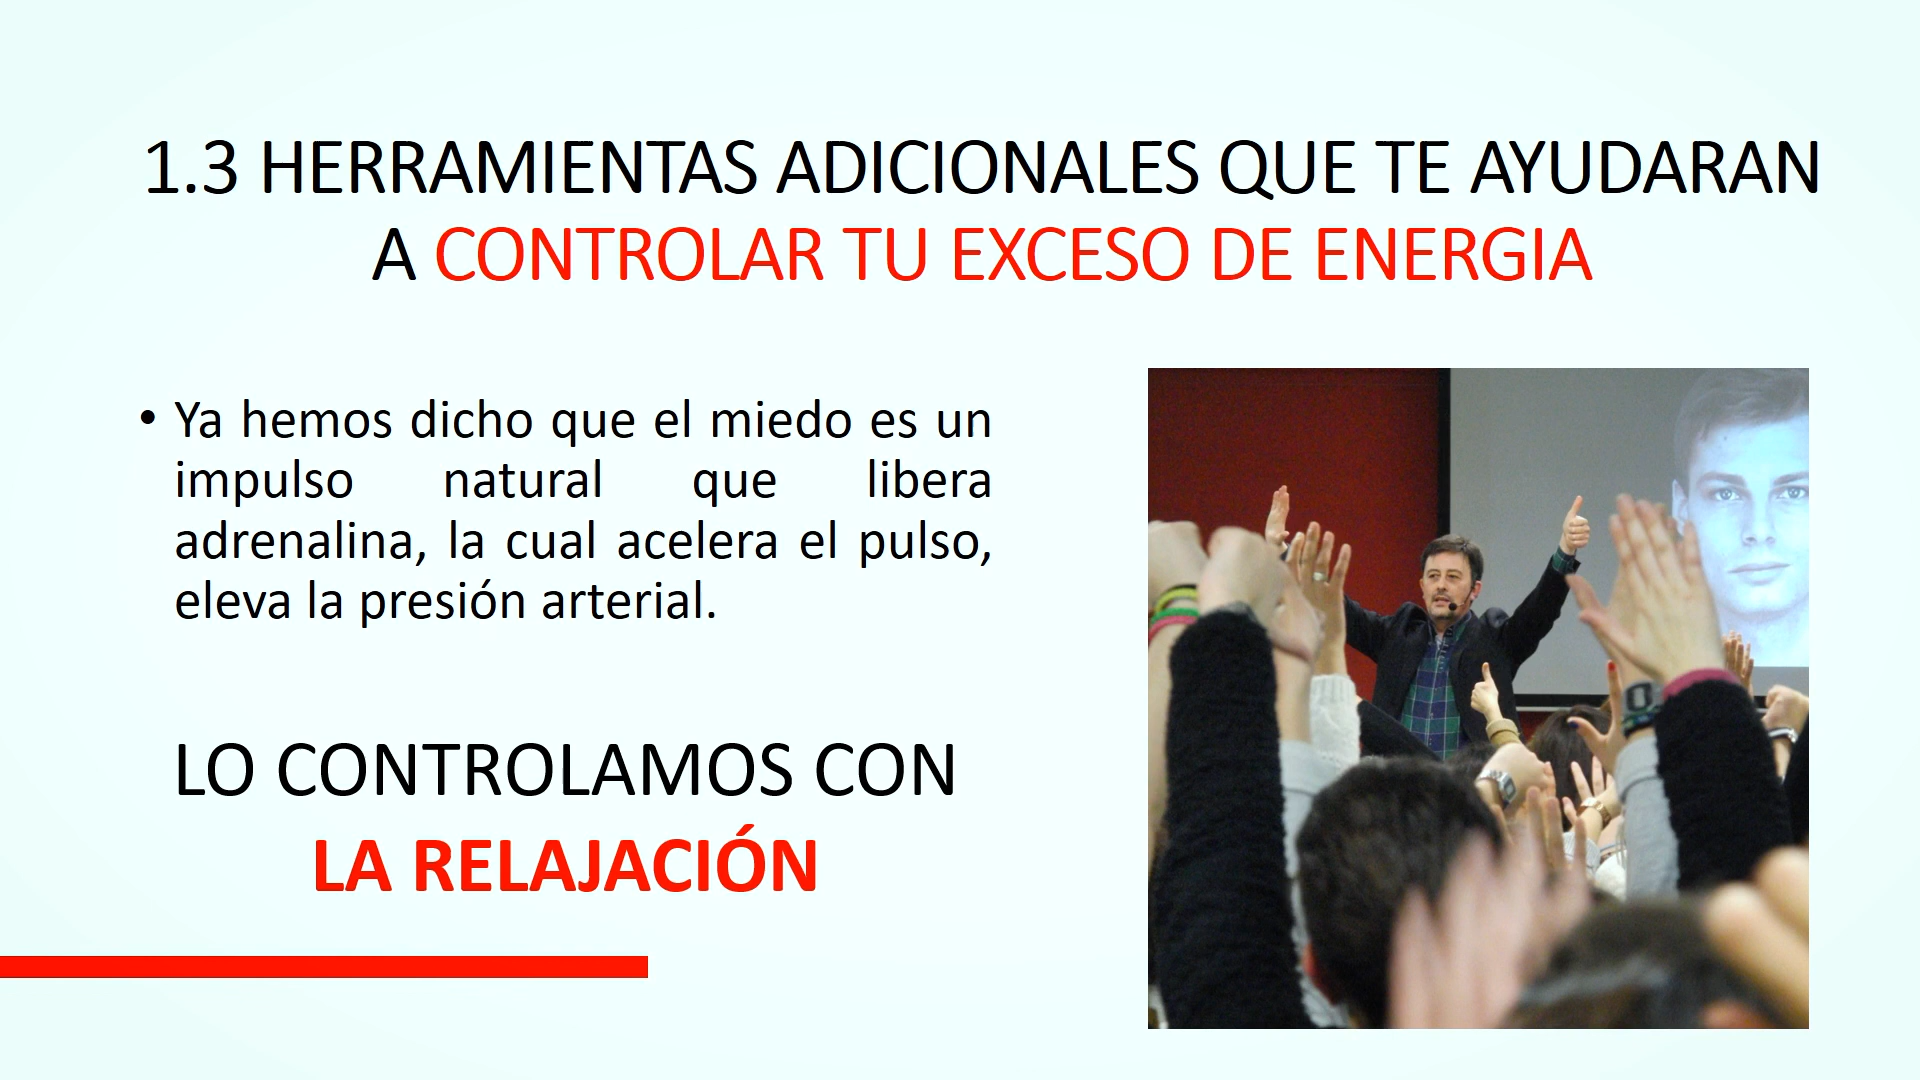 1.3 HERRAMIENTAS ADICIONALES QUE TE AYUDARAN
A CONTROLAR TU EXCESO DE ENERGIA
• Ya hemos dicho que el miedo es un
impulso natural que libera
adrenalina, la cual acelera el pulso,
eleva la presión arterial.
LO CONTROLAMOS CON
LA RELAJACIÓN